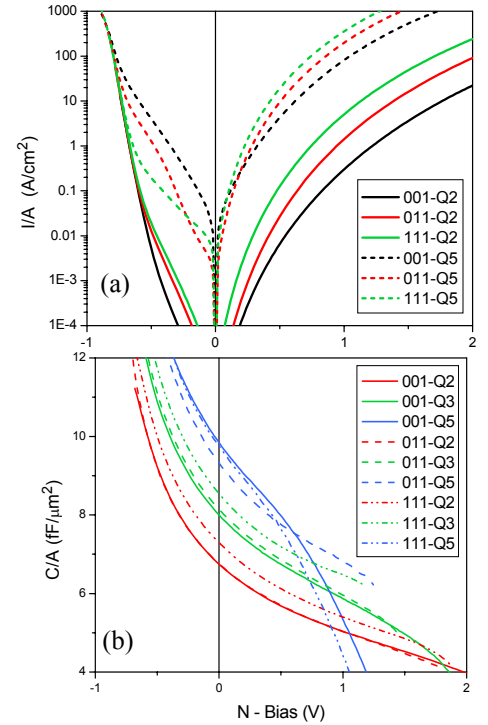 1000
100
10
1
0.1
0.01
1E-3
1E-4
I/A (A/cm²)
(a)
001-Q2
011-Q2
111-Q2
001-Q5
011-Q5
111-Q5
-1 0 1 2
12
10
8
6
4
C/A (fF/μm²)
(b)
001-Q2
001-Q3
001-Q5
011-Q2
011-Q3
011-Q5
111-Q2
111-Q3
111-Q5
-1 0 1 2
N - Bias (V)